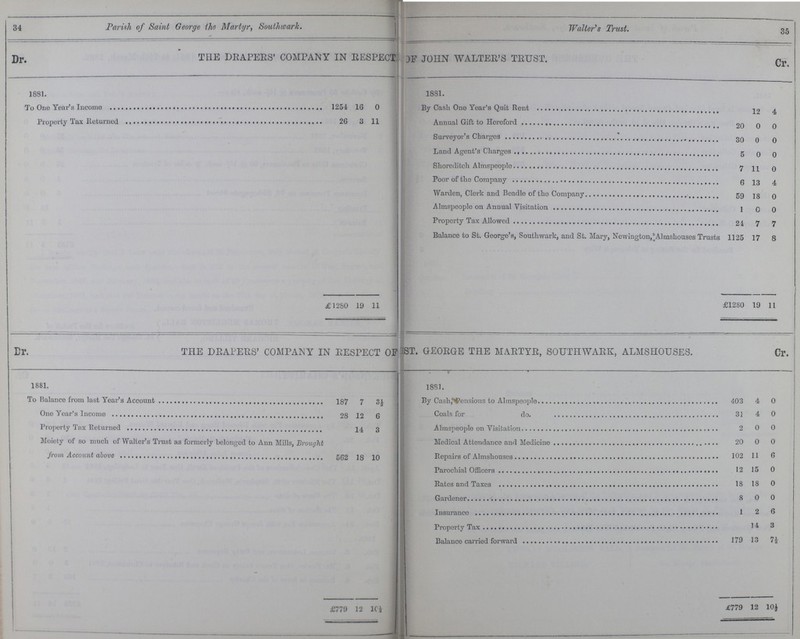 34 Parish of Saint George the Martyr, Southwark.
Walter's Trust. 35
Dr. THE DRAPERS' COMPANY IN RESPECT OF JOHN WALTER'S TRUST. Cr.
1881.
To One Year's Income 1254 16 0
Property Tax Returned 26 3 11
£1280 19 11
1881.
By Cash One Year's Quit Rent 12 4
Annual Gift to Hereford 20 0 0
Surveyor's Charges 30 0 0
Land Agent's Charges 5 0 0
Shoreditch Almspeople 7 11 0
Poor of the Company 6 13 4
Warden, Clerk and Beadle of the Company 59 18 0
Almspeople on Annual Visitation 1 0 0
Property Tax Allowed 24 7 7
Balance to St. George's, Southwark, and St. Mary, Newington, Almshouses Trusts 1125 17 8
£1280 19 11
Dr. THE DRAPERS' COMPANY IN RESPECT OF ST. GEORGE THE MARTYR, SOUTHWARK, ALMSHOUSES. Cr.
1881.
To Balance from last Year's Account 187 7 3½
One Year's Income 28 12 6
Property Tax Returned 14 3
Moiety of so much of Walter's Trust as formerly belonged to Ann Mills, Brought
from Account above 562 18 10
£779 12 10½
1881.
By Cash, Pensions to Almspeople 403 4 0
Coals for do. 31 4 0
Almspeople on Visitation 2 0 0
Medical Attendance and Medicine 20 0 0
Repairs of Almshouses 102 11 6
Parochial Officers 12 15 0
Rates and Taxes 18 18 0
Gardener 8 0 0
Insurance 1 2 6
Property Tax 14 3
Balance carried forward 179 13 7½
£779 12 10½